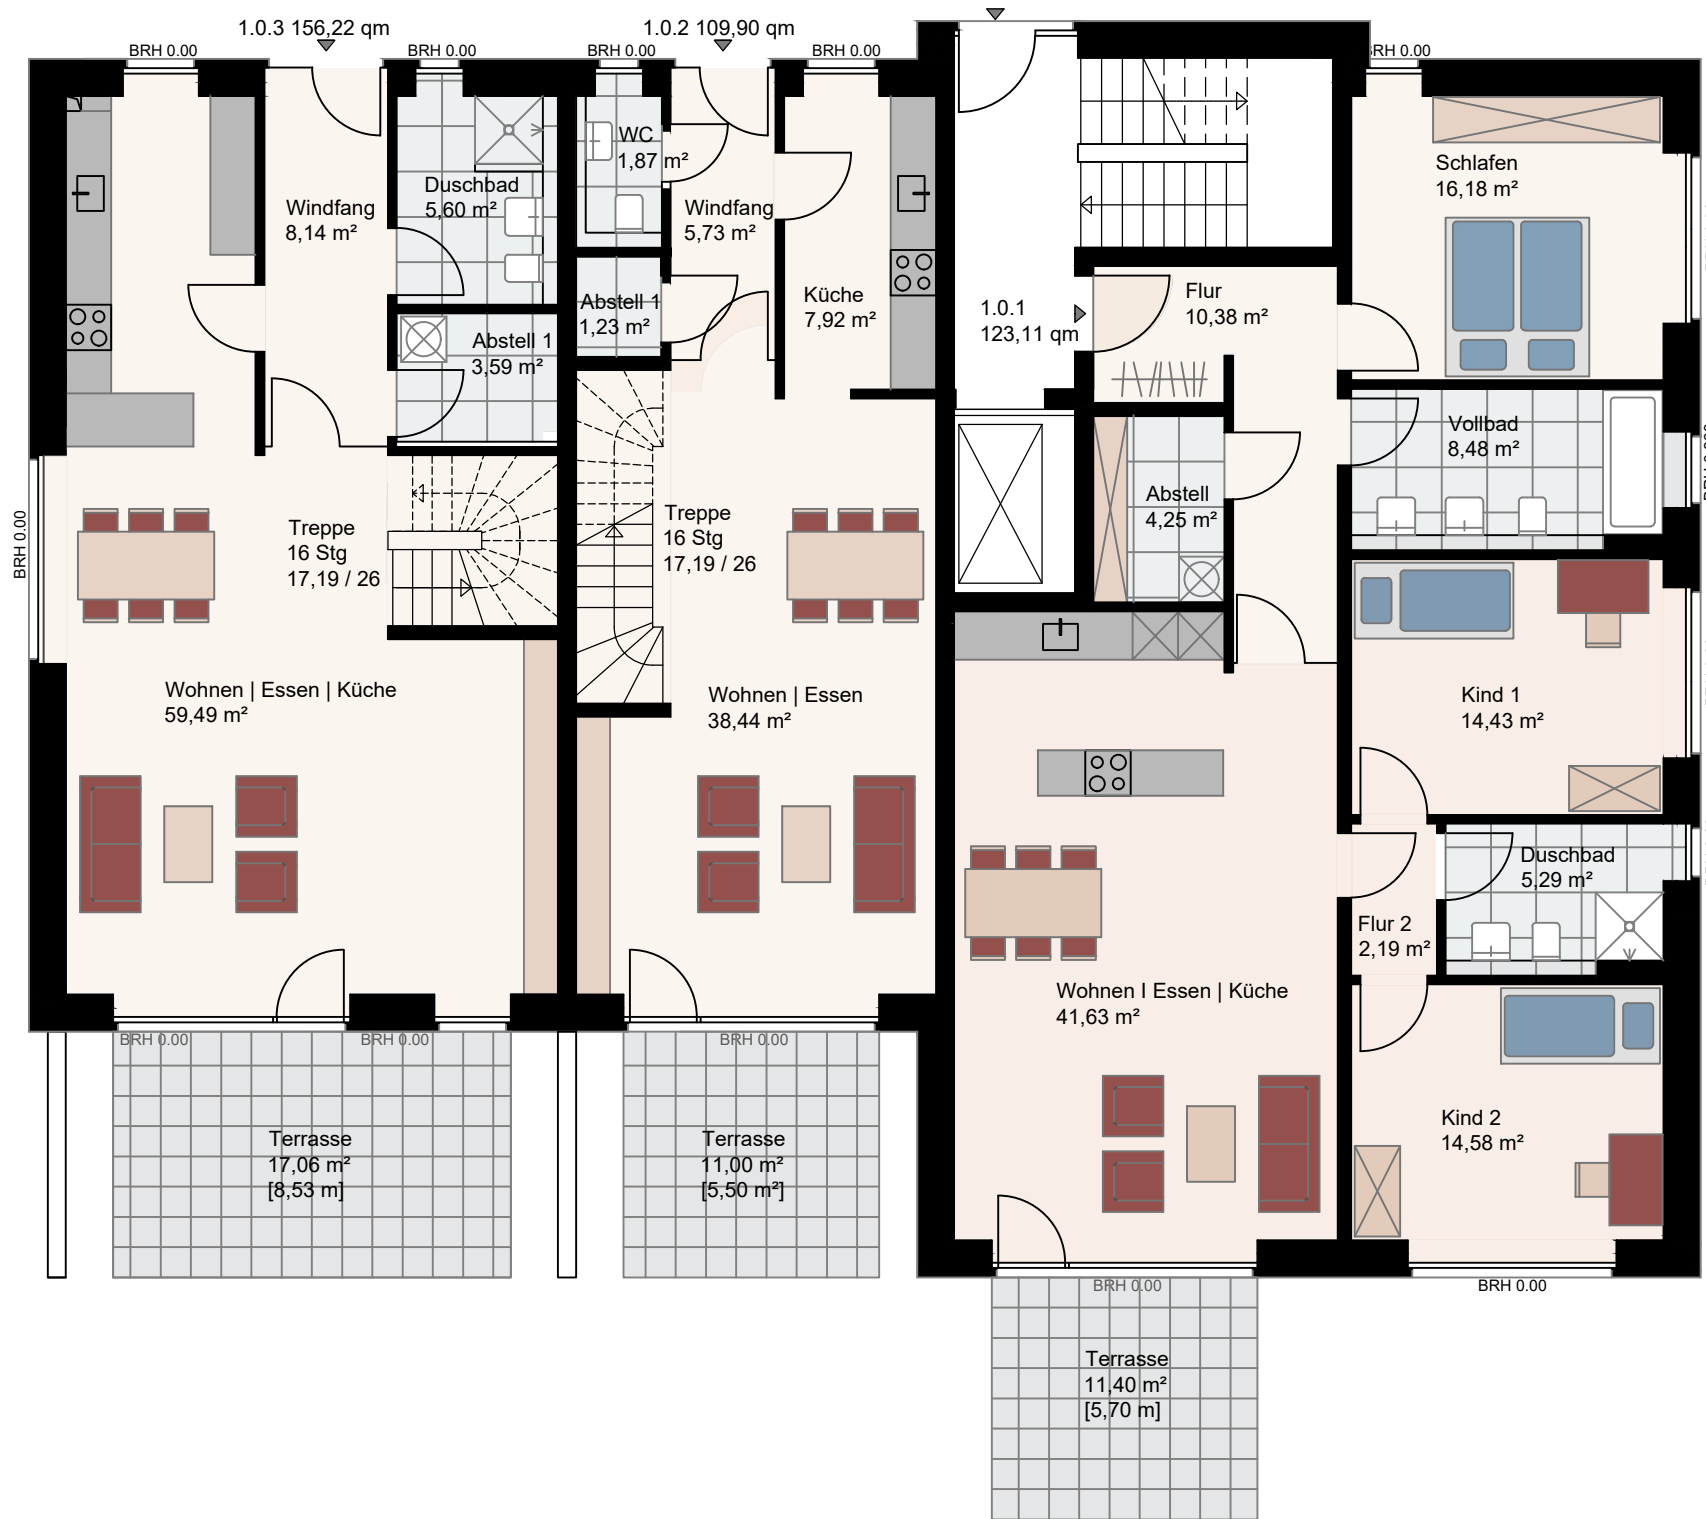 1.0.3 156,22 qm
1.0.2 109,90 qm
BRH 0.00
BRH 0.00
BRH 0.00
BRH 0.00
BRH 0.00
WC
1,87 m²
Schlafen
16,18 m²
Duschbad
5,60 m²
Windfang
8,14 m²
Windfang
5,73 m²
Abstell 1
1,23 m²
Küche
7,92 m²
Flur
10,38 m²
1.0.1
123,11 qm
Abstell 1
3,59 m²
Vollbad
8,48 m²
Abstell
4,25 m²
BRH 0.00
Treppe
16 Stg
17,19 / 26
Treppe
16 Stg
17,19 / 26
Wohnen | Essen | Küche
59,49 m²
Wohnen | Essen
38,44 m²
Kind 1
14,43 m²
Duschbad
5,29 m²
Flur 2
2,19 m²
Wohnen I Essen | Küche
41,63 m²
BRH 0.00
BRH 0.00
BRH 0.00
Kind 2
14,58 m²
Terrasse
17,06 m²
[8,53 m]
Terrasse
11,00 m²
[5,50 m²]
BRH 0.00
BRH 0.00
Terrasse
11,40 m²
[5,70 m]